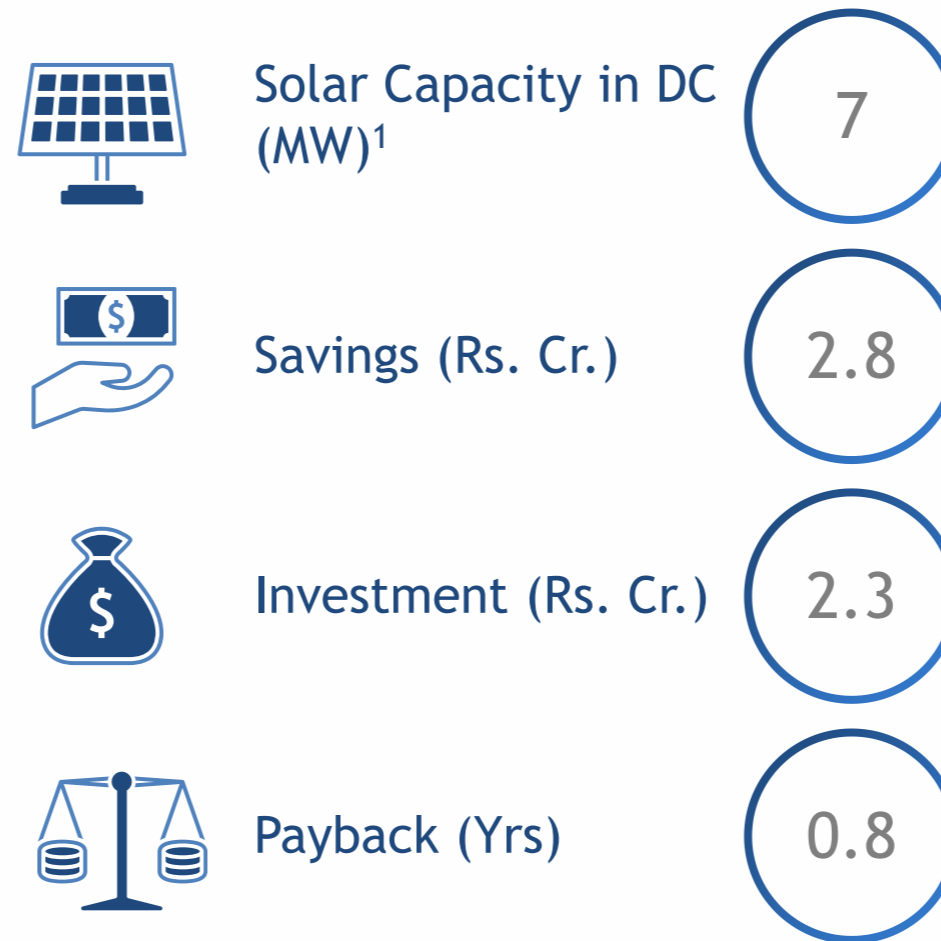 Solar Capacity in DC
(MW)¹
7
$
Savings (Rs. Cr.)
2.8
$
Investment (Rs. Cr.)
2.3
Payback (Yrs)
0.8